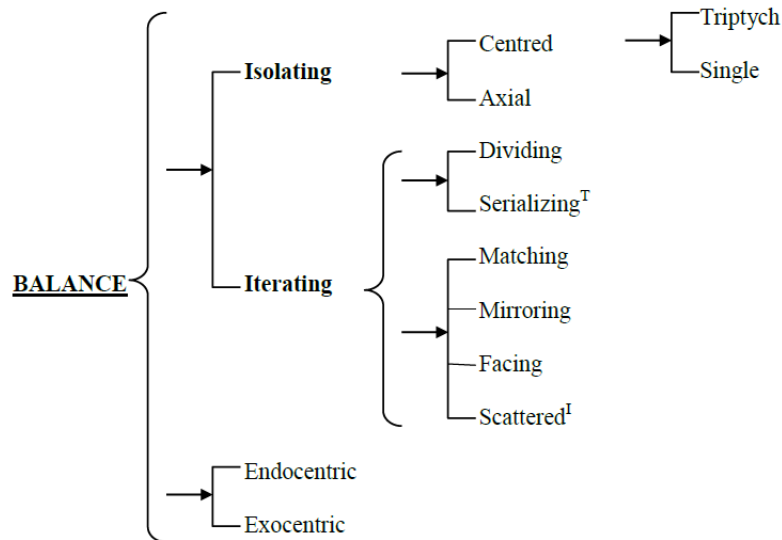 Triptych
Centred
Isolating
Single
Axial
Dividing
Serializing^T
Matching
BALANCE
Iterating
Mirroring
Facing
Scattered^I
Endocentric
Exocentric